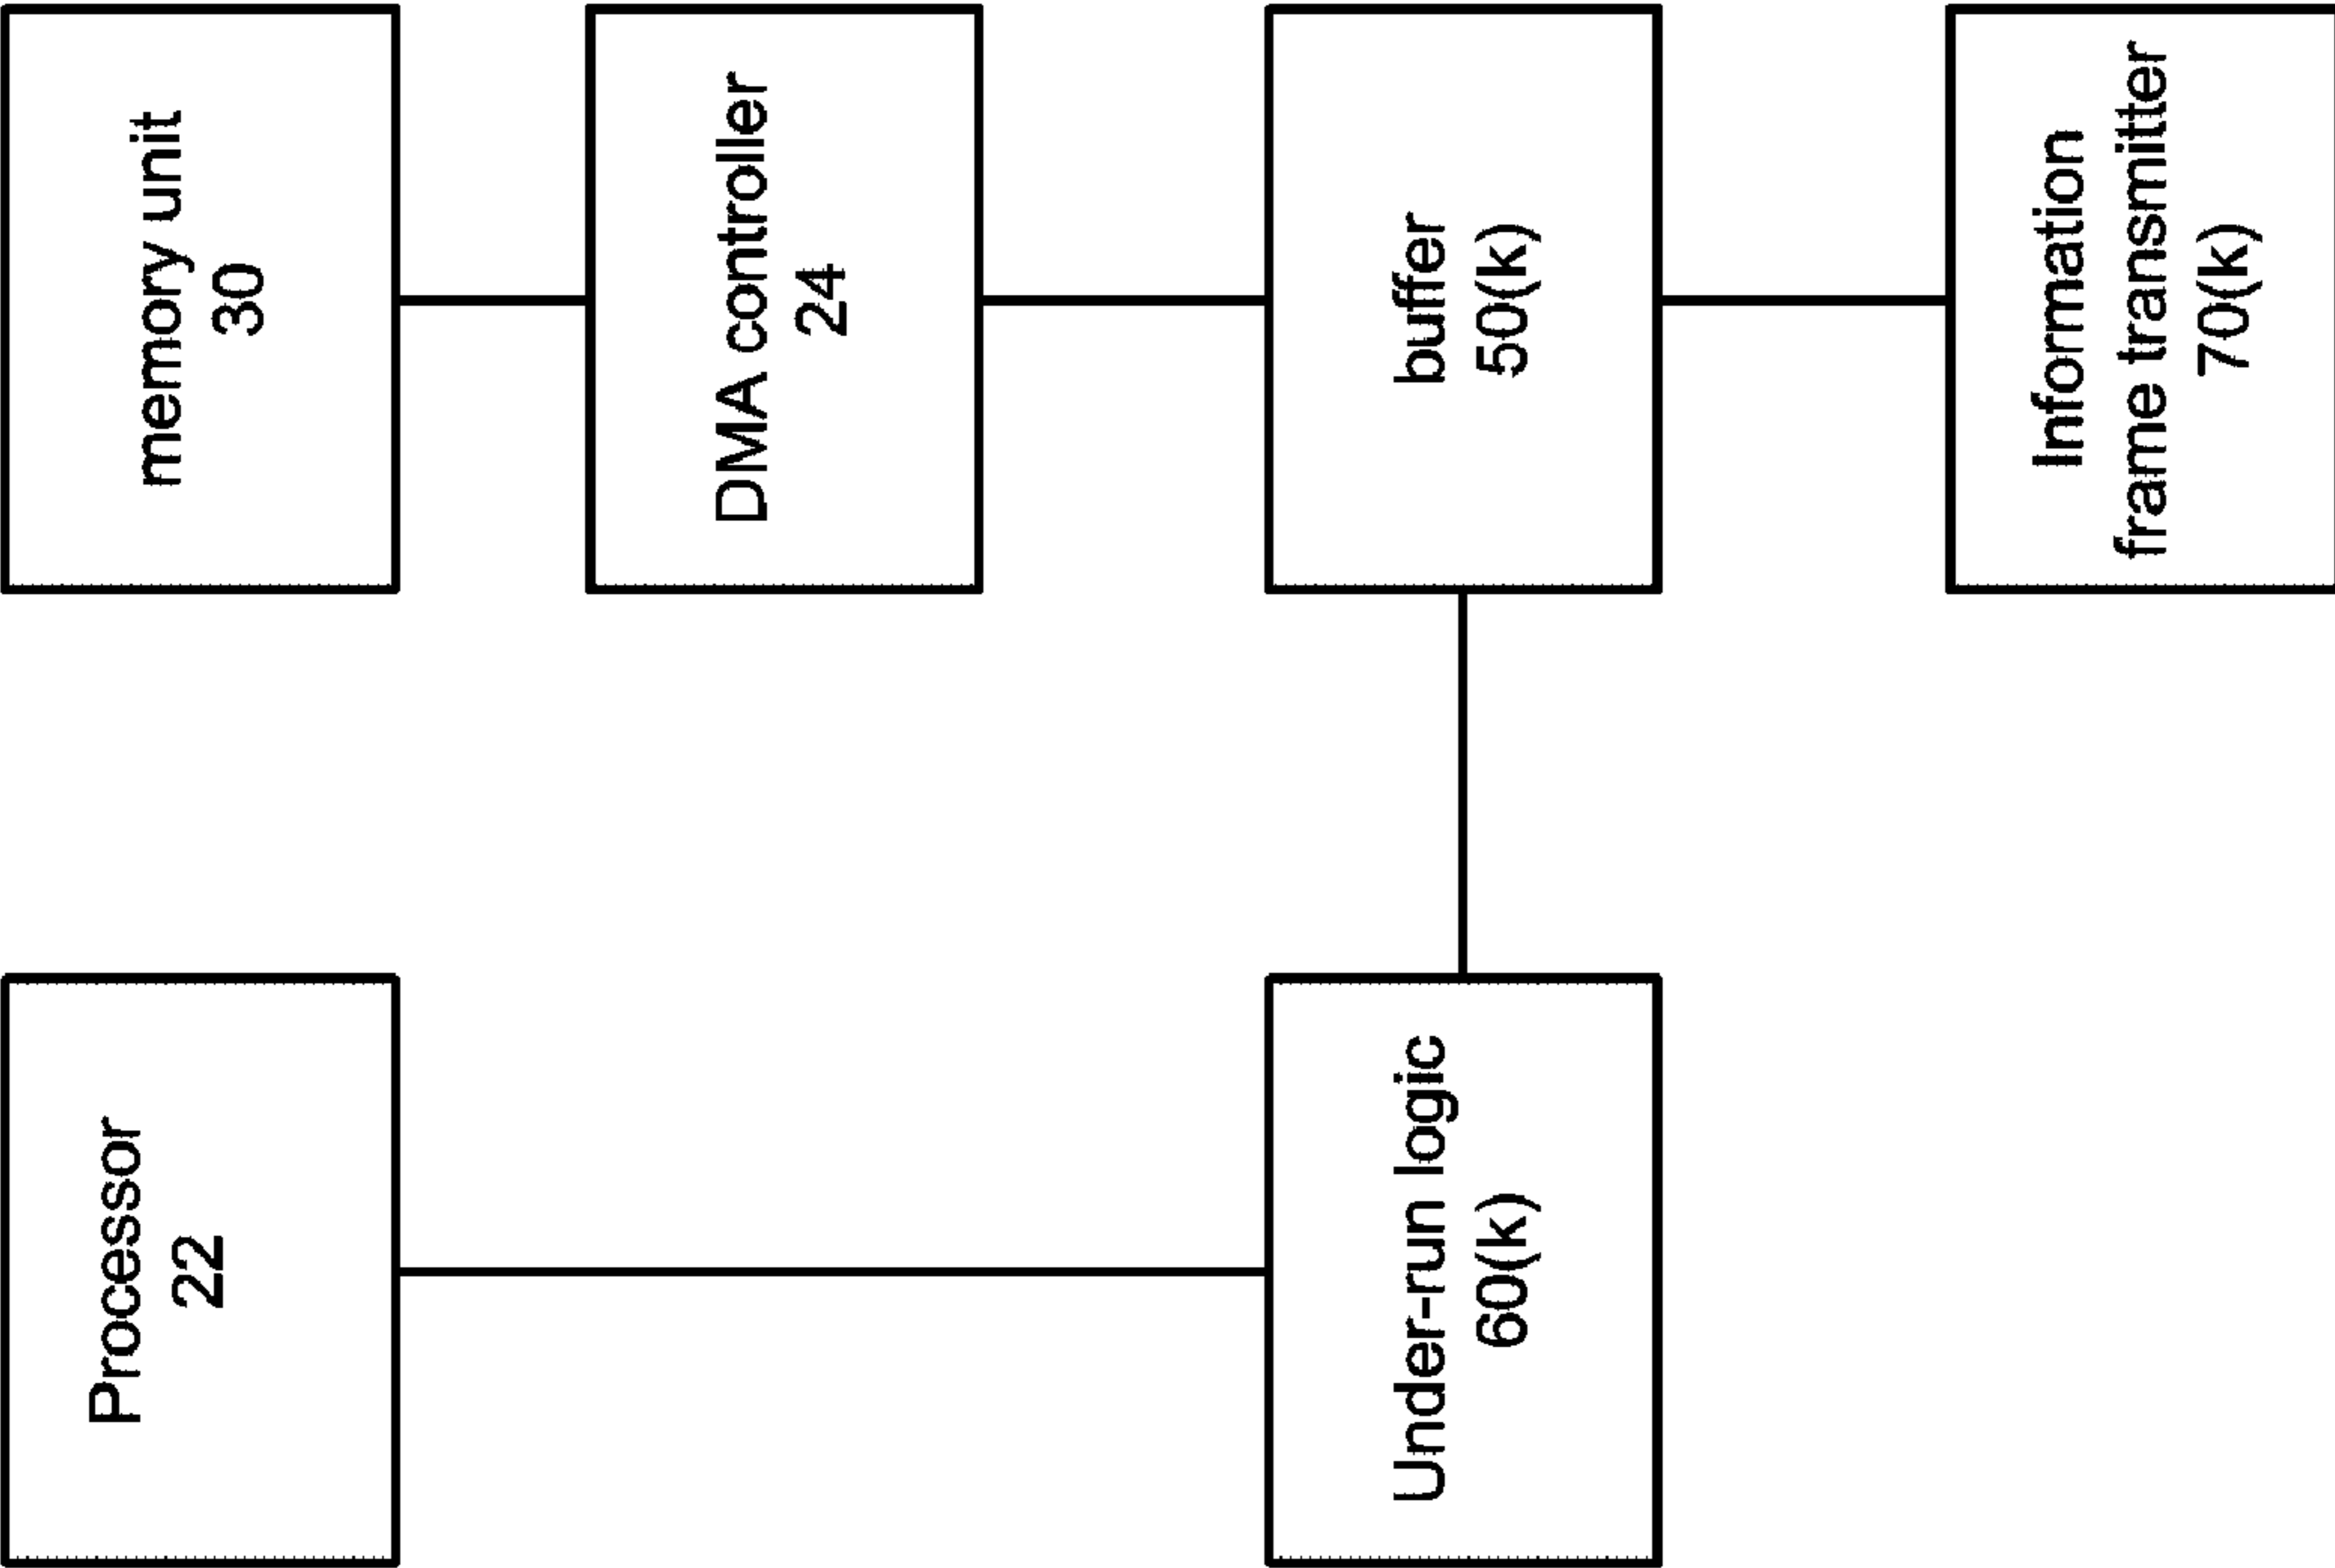 Processor
22
memory unit
30
DMA controller
24
Under-run logic
60(k)
buffer
50(k)
Information
frame transmitter
70(k)